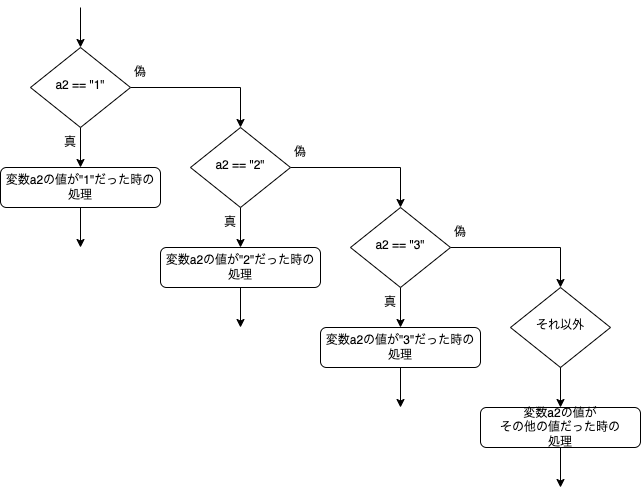 a2 == "1"
偽
真
変数a2の値が"1"だった時の
処理
a2 == "2"
偽
真
変数a2の値が"2"だった時の
処理
a2 == "3"
偽
真
変数a2の値が"3"だった時の
処理
それ以外
変数a2の値が
その他の値だった時の
処理